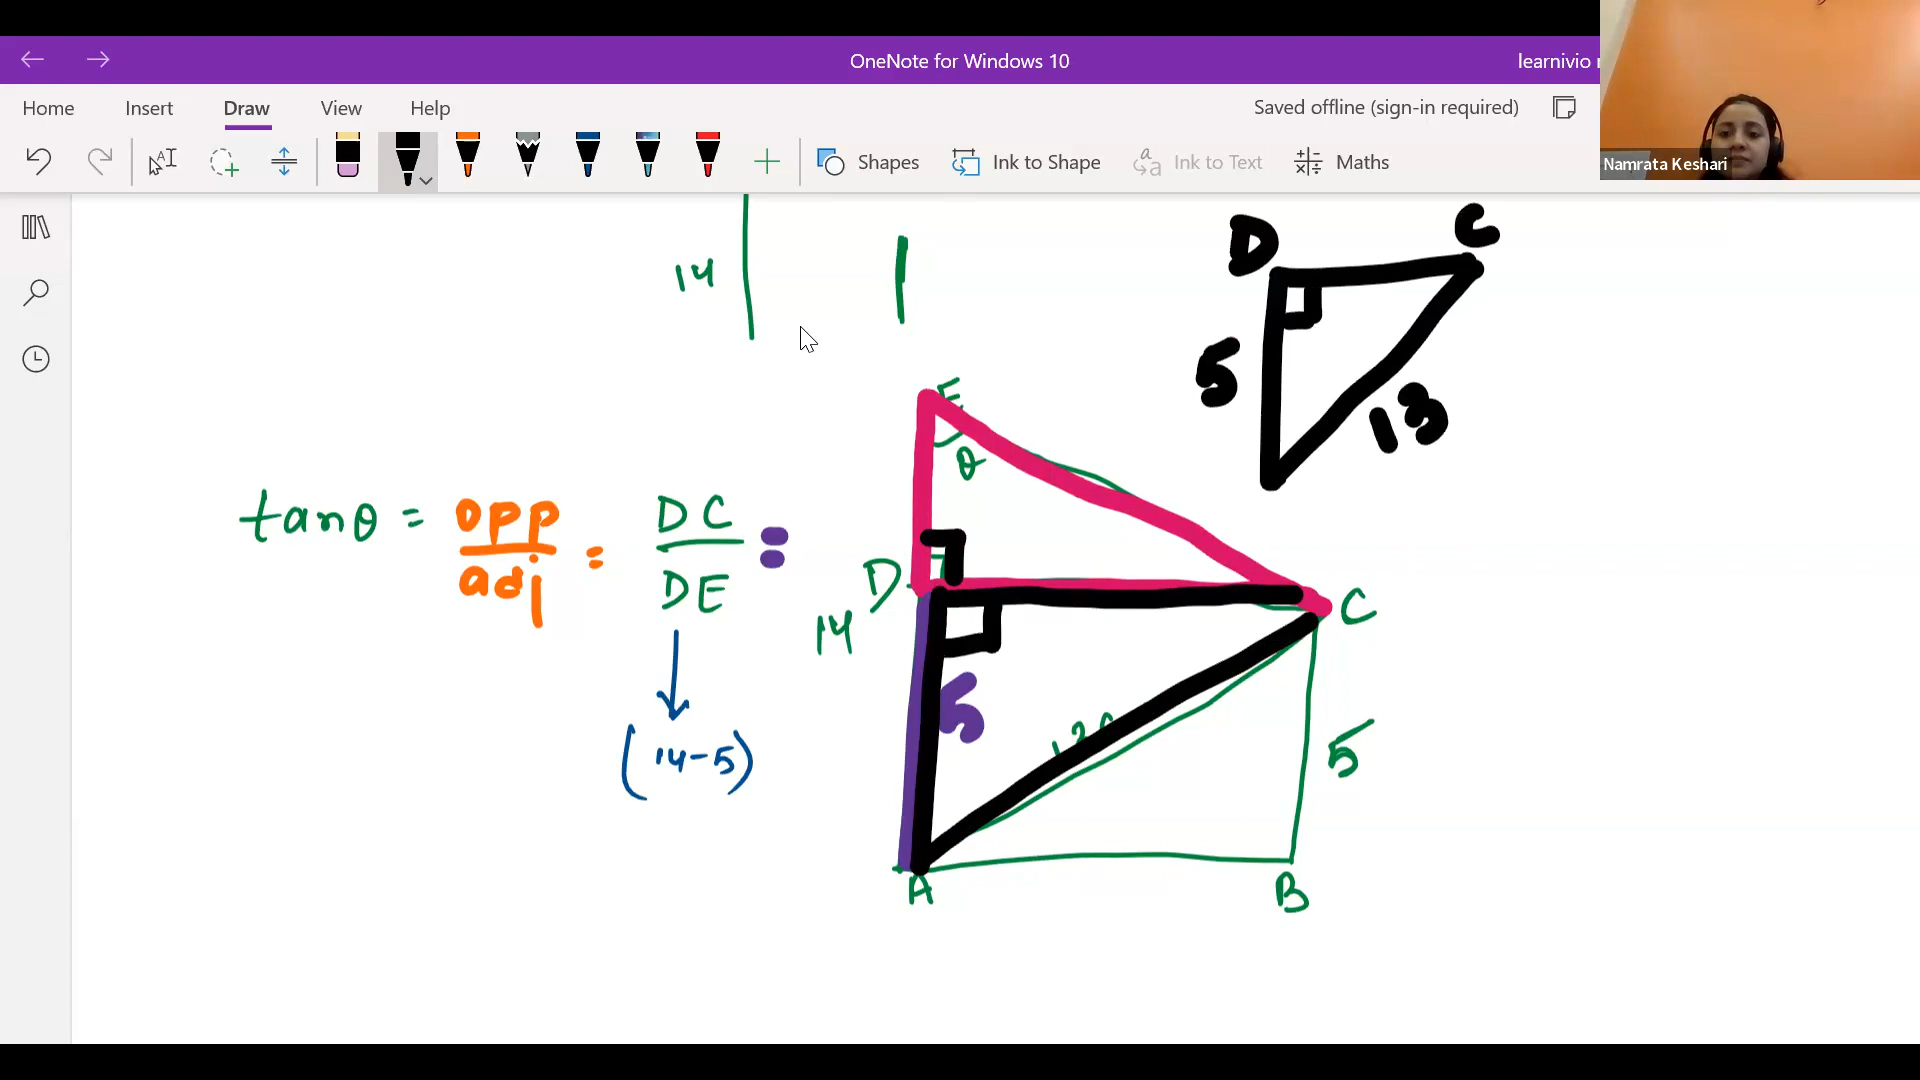 OneNote for Windows 10
learnivio
Home Insert Draw View Help
Saved offline (sign-in required)
Shapes Ink to Shape Ink to Text Maths
Namrata Keshari
14
D C
5
13
E
θ
tanθ = opp/adj = DC/DE =
D
14
C
5
5
(14-5)
A
B